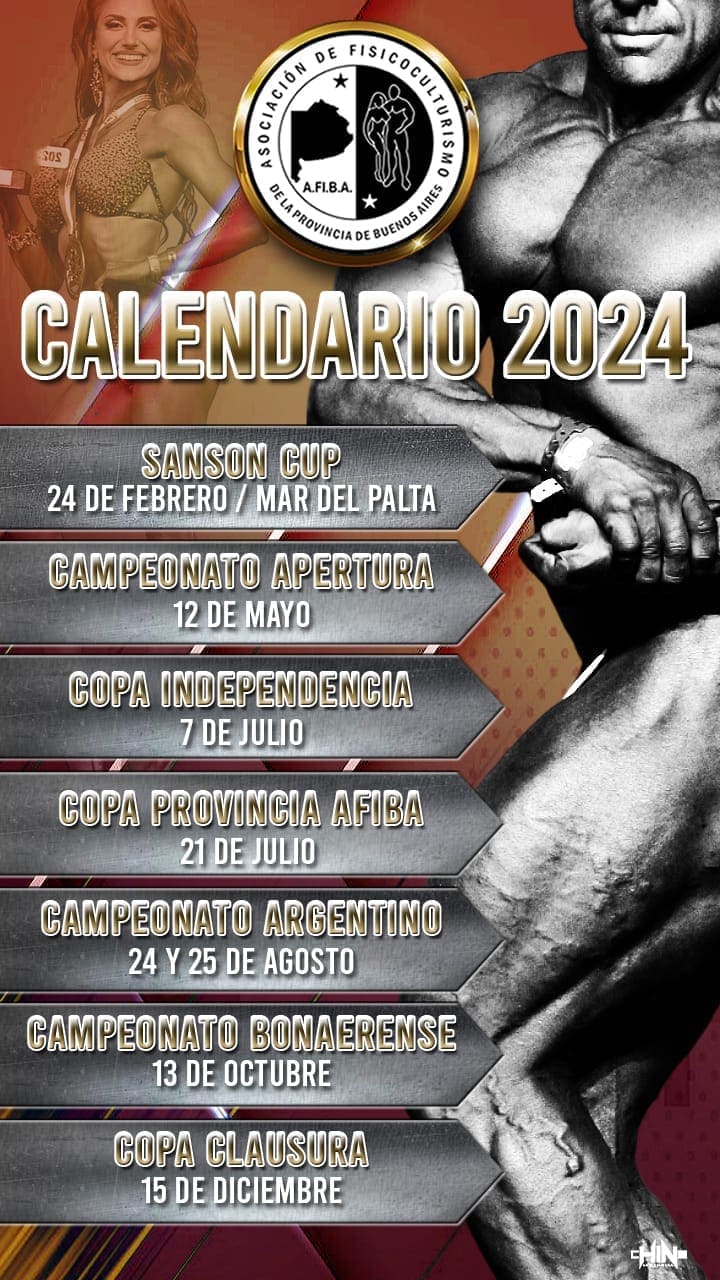 ASOCIACIÓN DE FISICOCULTURISMO
DE LA PROVINCIA DE BUENOS AIRES
A.F.I.B.A.
202
CALENDARIO 2024
SANSON CUP
24 DE FEBRERO / MAR DEL PALTA
CAMPEONATO APERTURA
12 DE MAYO
COPA INDEPENDENCIA
7 DE JULIO
COPA PROVINCIA AFIBA
21 DE JULIO
CAMPEONATO ARGENTINO
24 Y 25 DE AGOSTO
CAMPEONATO BONAERENSE
13 DE OCTUBRE
COPA CLAUSURA
15 DE DICIEMBRE